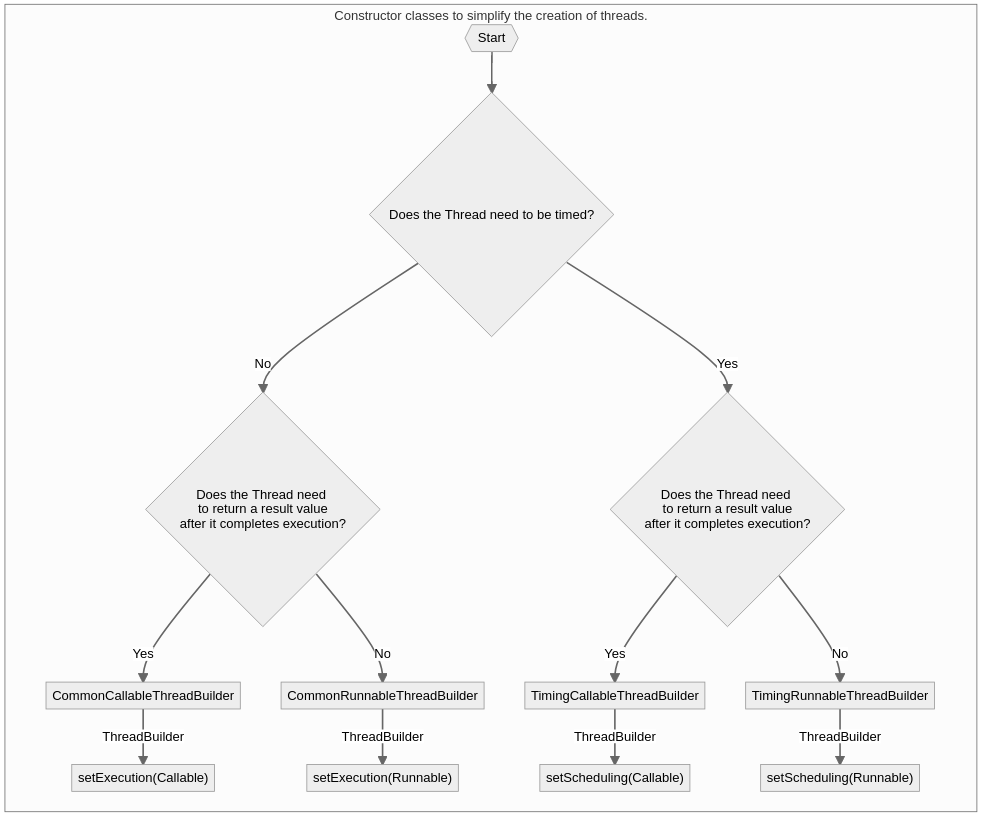 Constructor classes to simplify the creation of threads.
Start
Does the Thread need to be timed?
No
Yes
Does the Thread need
to return a result value
after it completes execution?
Does the Thread need
to return a result value
after it completes execution?
Yes
No
Yes
No
CommonCallableThreadBuilder
CommonRunnableThreadBuilder
TimingCallableThreadBuilder
TimingRunnableThreadBuilder
ThreadBuilder
ThreadBuilder
ThreadBuilder
ThreadBuilder
setExecution(Callable)
setExecution(Runnable)
setScheduling(Callable)
setScheduling(Runnable)